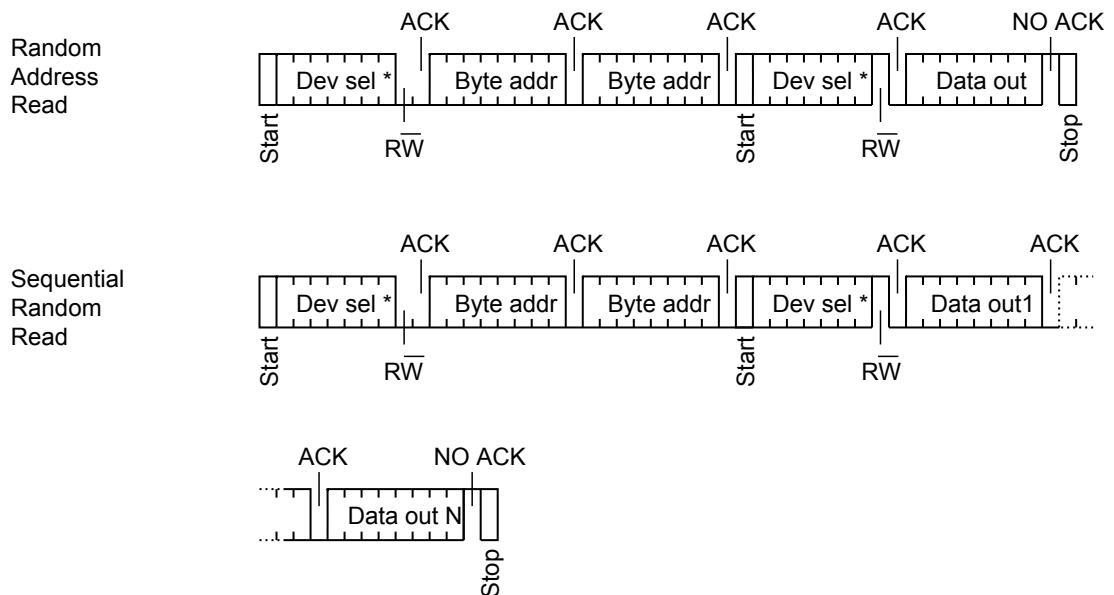 ACK ACK ACK ACK NO ACK
Random
Address
Read
Dev sel * Byte addr Byte addr Dev sel * Data out
Start Start Stop
RW̅ RW̅
ACK ACK ACK ACK ACK
Sequential
Random
Read
Dev sel * Byte addr Byte addr Dev sel * Data out1
Start Start
RW̅ RW̅
ACK NO ACK
Data out N
Stop